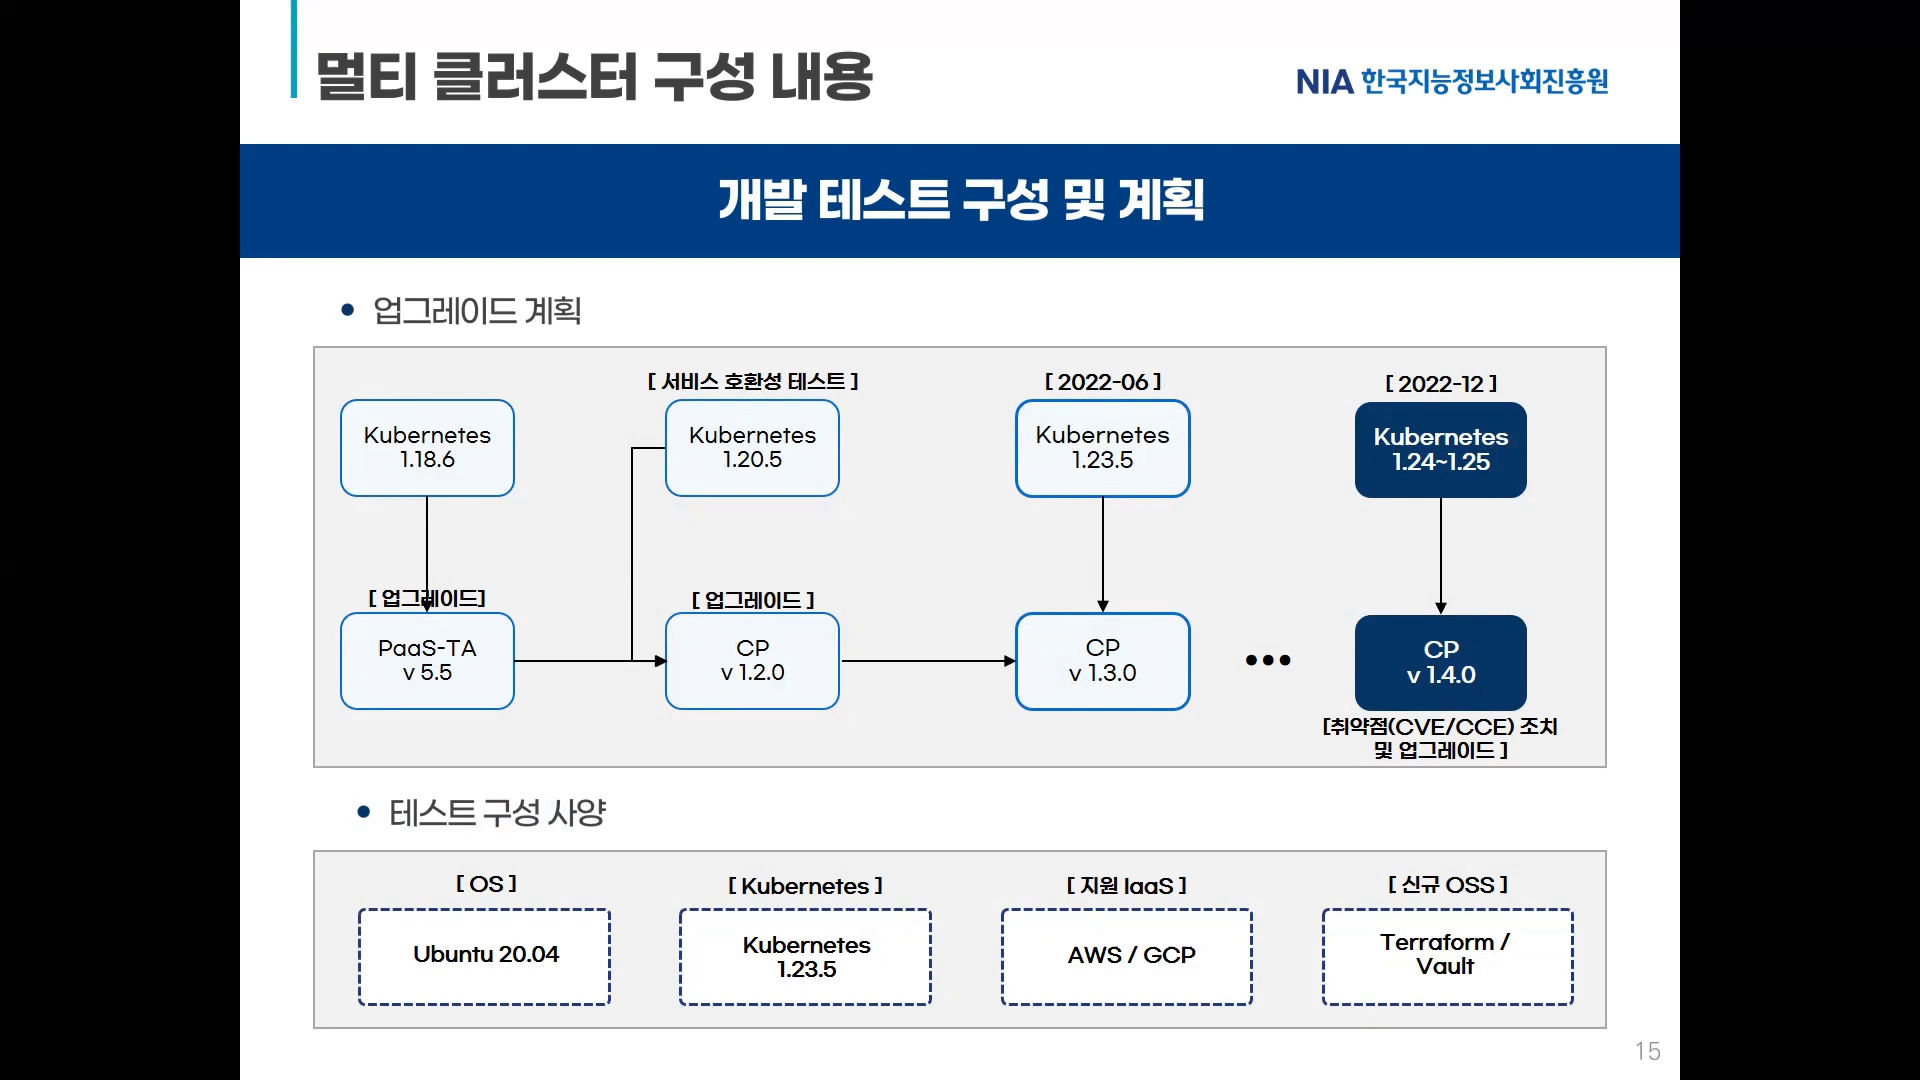 멀티 클러스터 구성 내용
NIA 한국지능정보사회진흥원
개발 테스트 구성 및 계획
• 업그레이드 계획
[ 서비스 호환성 테스트 ]
[ 2022-06 ]
[ 2022-12 ]
Kubernetes
1.18.6
Kubernetes
1.20.5
Kubernetes
1.23.5
Kubernetes
1.24~1.25
[ 업그레이드]
[ 업그레이드 ]
PaaS-TA
v 5.5
CP
v 1.2.0
CP
v 1.3.0
•••
CP
v 1.4.0
[취약점(CVE/CCE) 조치
및 업그레이드 ]
• 테스트 구성 사양
[ OS ]
[ Kubernetes ]
[ 지원 IaaS ]
[ 신규 OSS ]
Ubuntu 20.04
Kubernetes
1.23.5
AWS / GCP
Terraform /
Vault
15